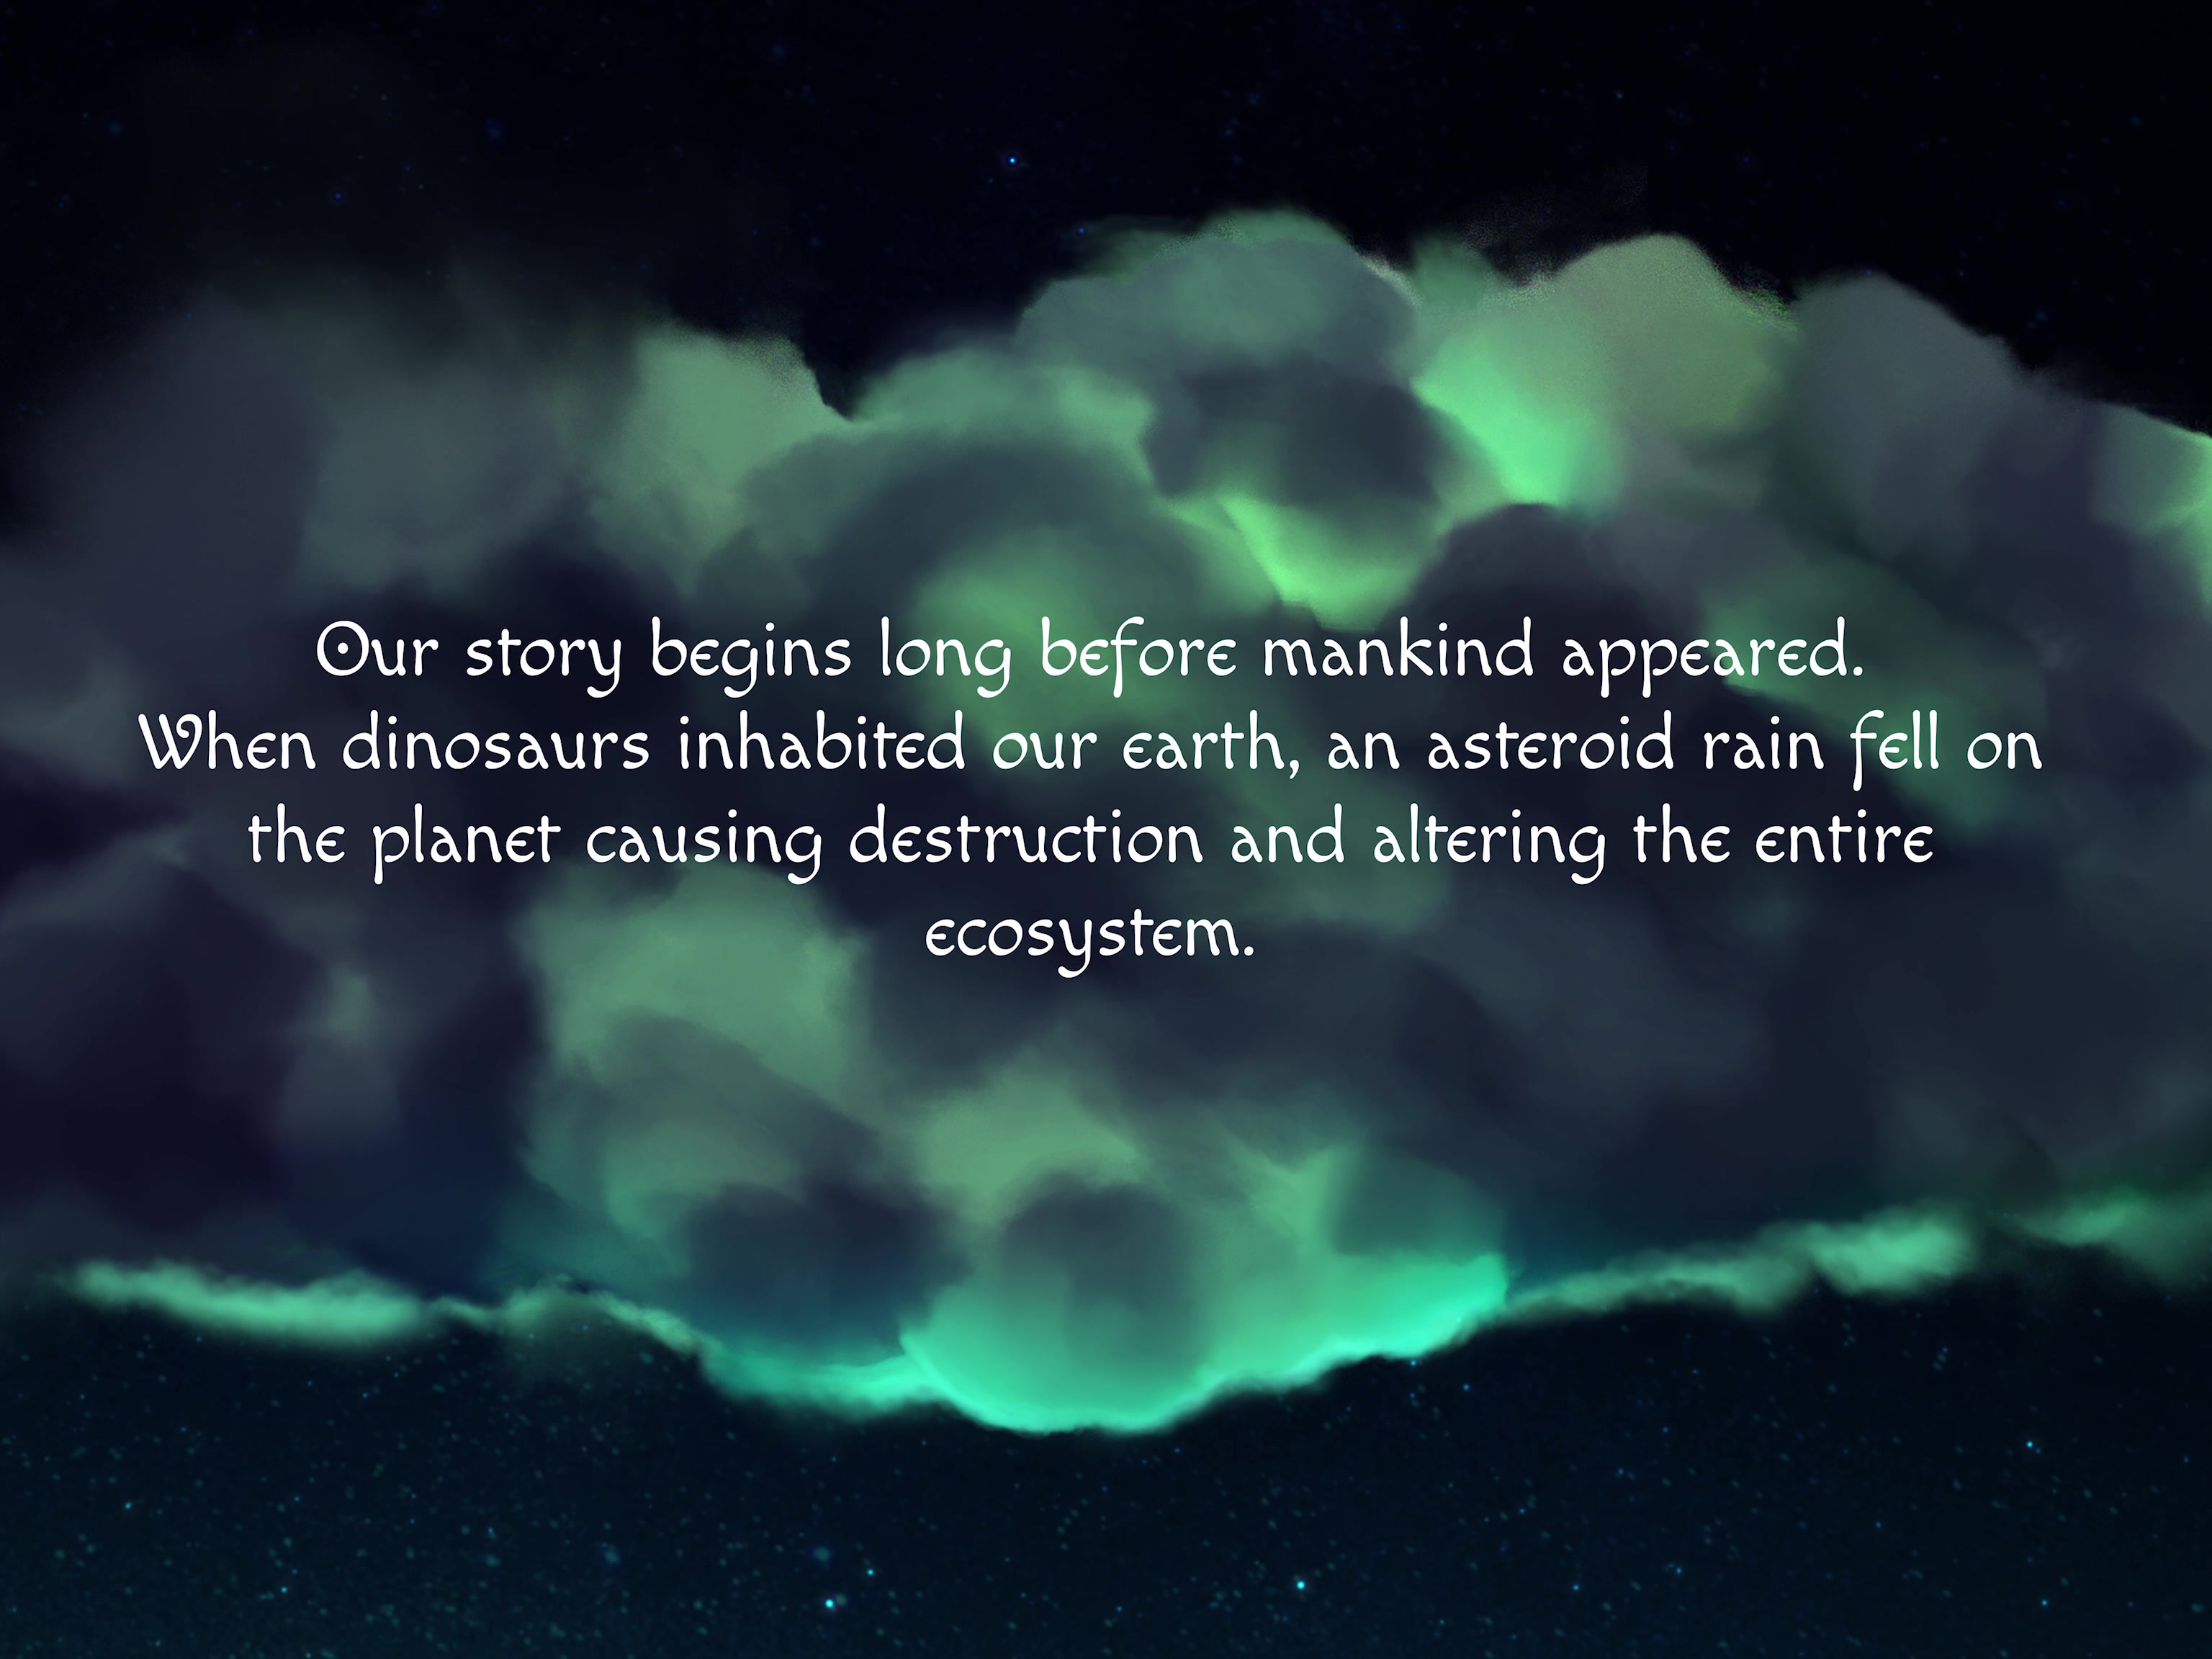 Our story begins long before mankind appeared.
When dinosaurs inhabited our earth, an asteroid rain fell on
the planet causing destruction and altering the entire
ecosystem.